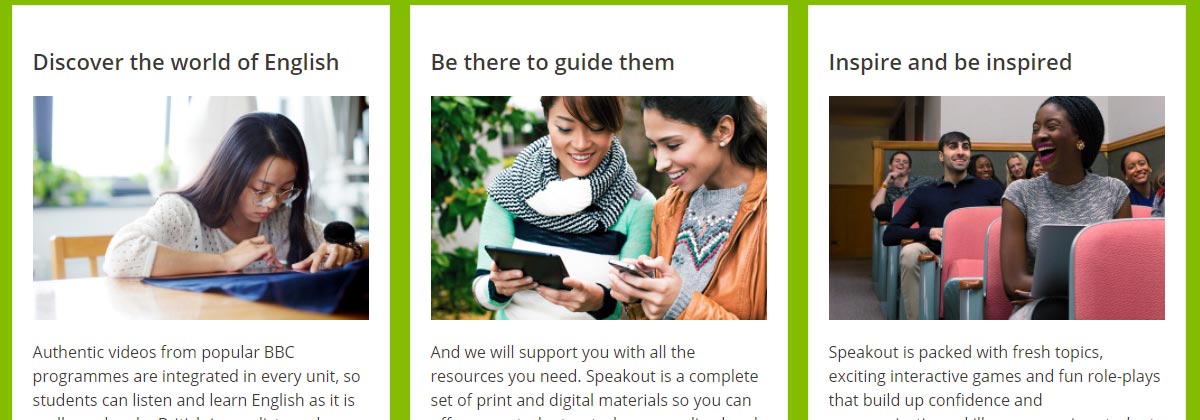 Discover the world of English
Authentic videos from popular BBC
programmes are integrated in every unit, so
students can listen and learn English as it is
Be there to guide them
And we will support you with all the
resources you need. Speakout is a complete
set of print and digital materials so you can
Inspire and be inspired
Speakout is packed with fresh topics,
exciting interactive games and fun role-plays
that build up confidence and